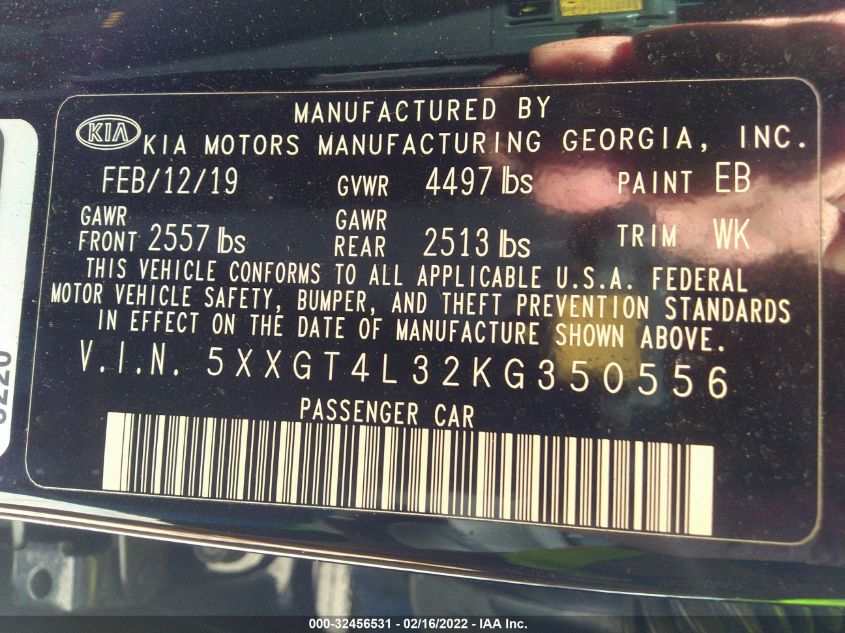 MANUFACTURED BY
KIA KIA MOTORS MANUFACTURING GEORGIA, INC.
FEB/12/19 GVWR 4497 lbs PAINT EB
GAWR FRONT 2557 lbs GAWR REAR 2513 lbs TRIM WK
THIS VEHICLE CONFORMS TO ALL APPLICABLE U.S.A. FEDERAL
MOTOR VEHICLE SAFETY, BUMPER, AND THEFT PREVENTION STANDARDS
IN EFFECT ON THE DATE OF MANUFACTURE SHOWN ABOVE.
V.I.N. 5XXGT4L32KG350556
PASSENGER CAR
000-32456531 - 02/16/2022 - IAA Inc.